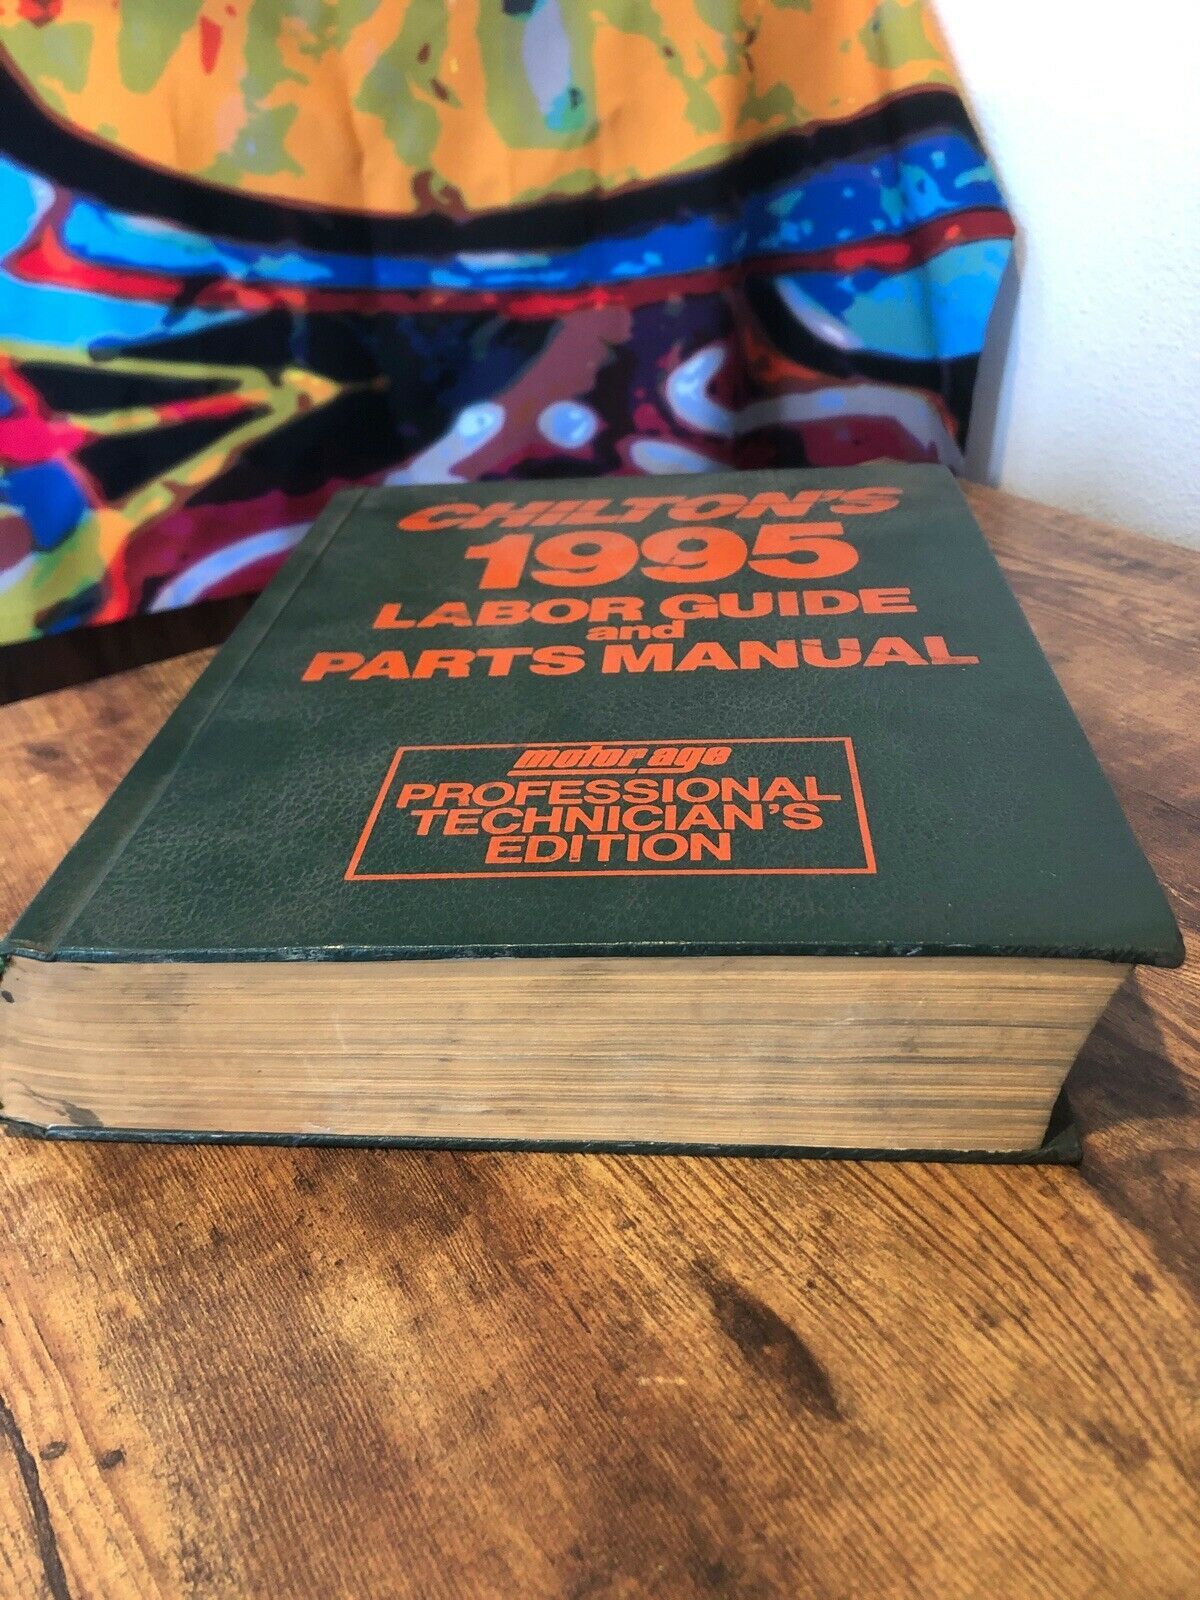 CHILTON'S
1995
LABOR GUIDE
and
PARTS MANUAL
motor age
PROFESSIONAL
TECHNICIAN'S
EDITION